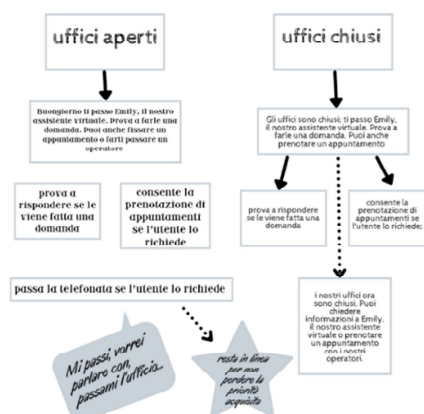 uffici aperti
Buongiorno ti passo Emily, il nostro
assistente virtuale. Prova a farle una
domanda. Puoi anche fissare un
appuntamento o farti passare un
operatore
prova a
rispondere se le
viene fatta una
domanda
consente la
prenotazione di
appuntamenti
se l'utente lo
richiede
passa la telefonata se l'utente lo richiede
Mi passi, vorrei
parlare con,
passami l'ufficio...
resta in linea
per non
perdere la
priorità
acquisita
uffici chiusi
Gli uffici sono chiusi; ti passo Emily,
il nostro assistente virtuale. Prova a
farle una domanda. Puoi anche
prenotare un appuntamento
prova a rispondere
se le viene fatta una
domanda
consente la
prenotazione di
appuntamenti se
l'utente lo richiede;
i nostri uffici ora
sono chiusi. Puoi
chiedere
informazioni a Emily,
il nostro assistente
virtuale o prenotare
un appuntamento
con i nostri
operatori.